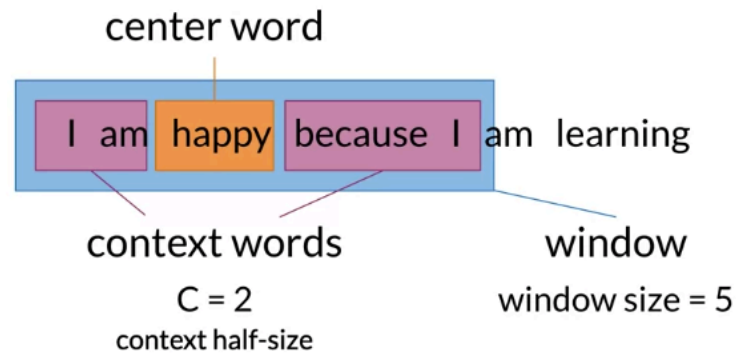 center word
I am happy because I am learning
context words
window
C = 2
window size = 5
context half-size